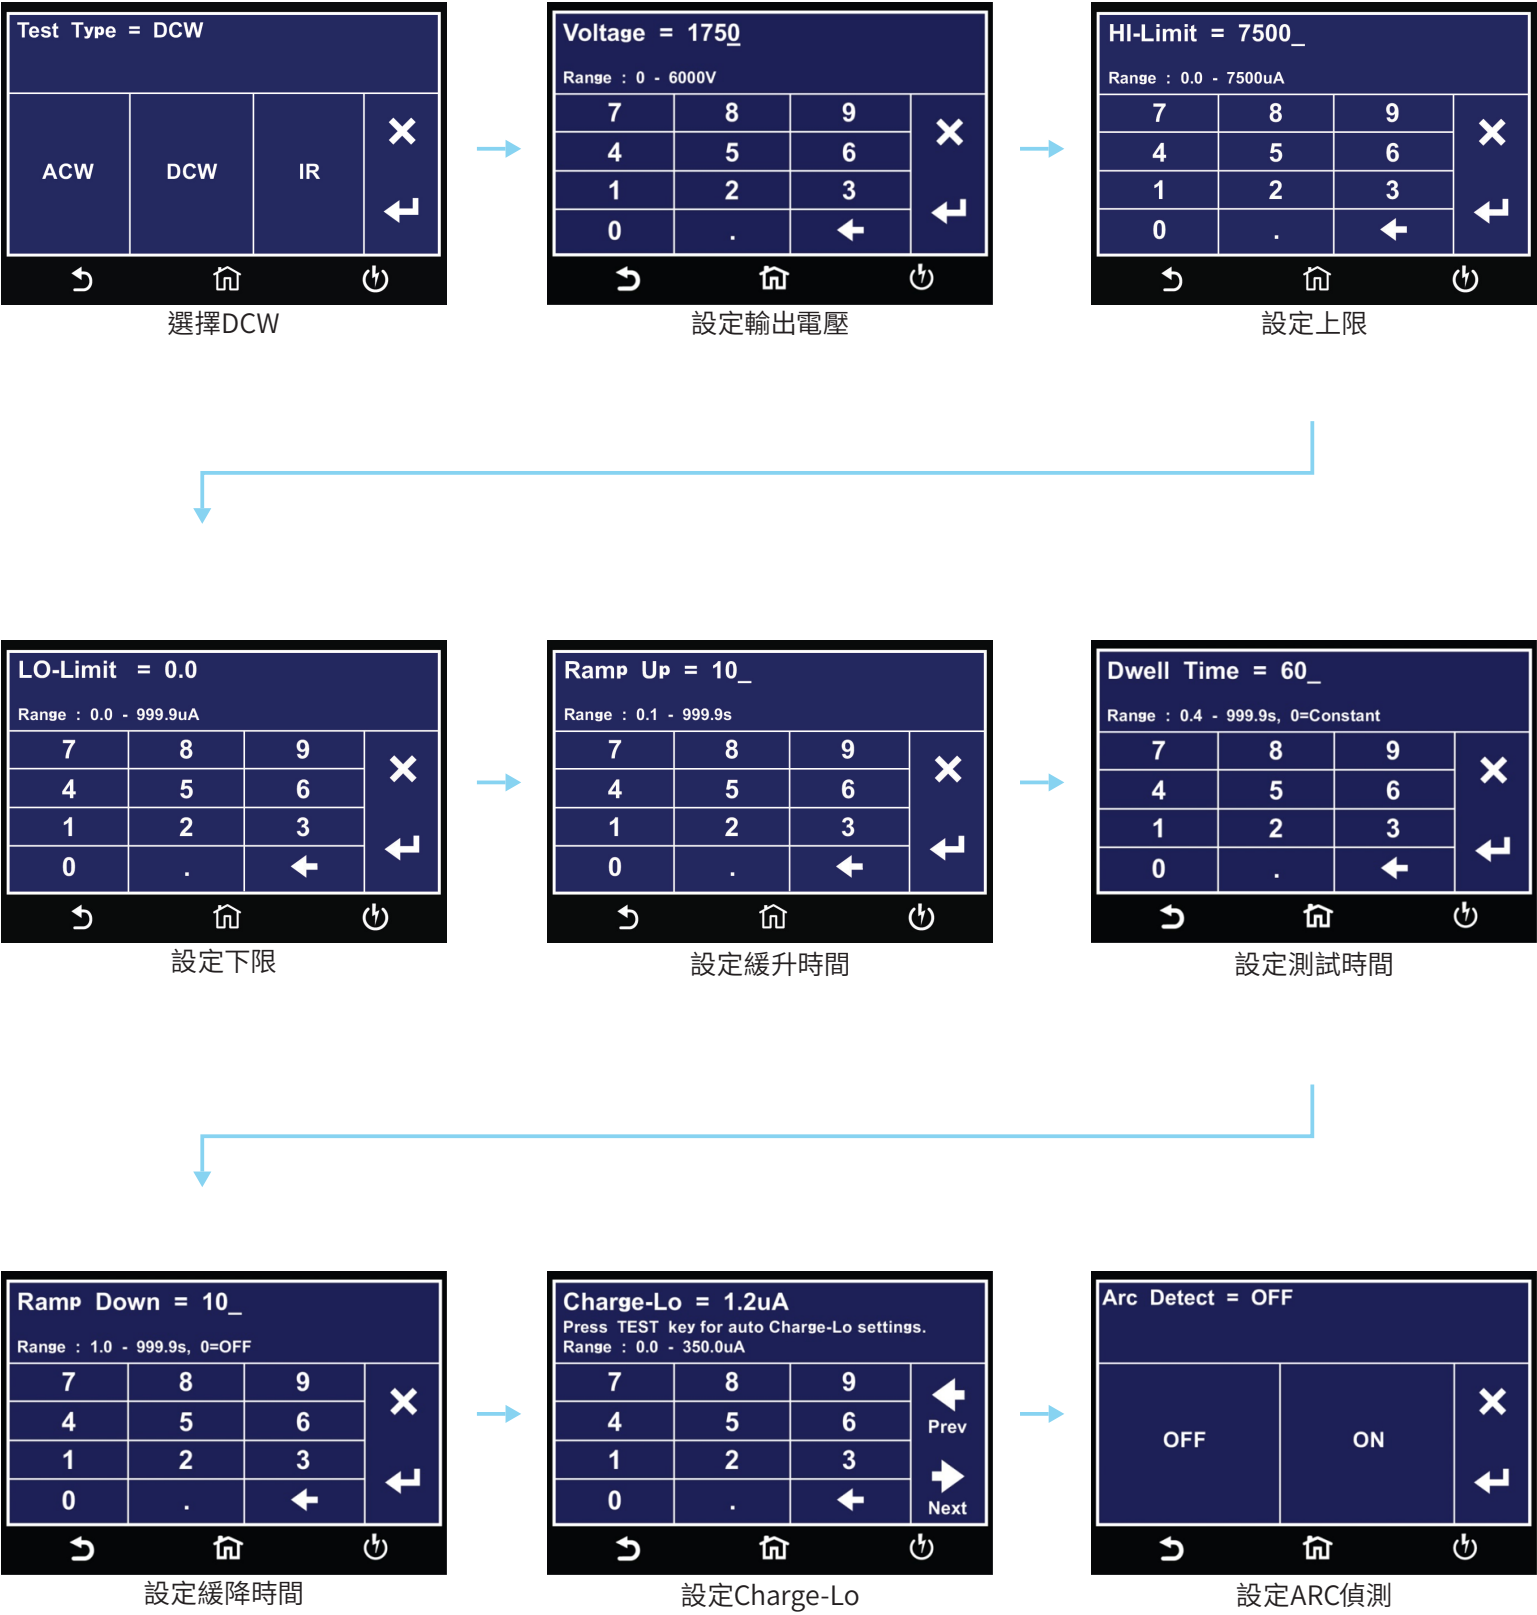 Test Type = DCW
ACW DCW IR
選擇DCW
Voltage = 1750
Range : 0 - 6000V
7 8 9
4 5 6
1 2 3
0 .
設定輸出電壓
HI-Limit = 7500_
Range : 0.0 - 7500uA
7 8 9
4 5 6
1 2 3
0 .
設定上限
LO-Limit = 0.0
Range : 0.0 - 999.9uA
7 8 9
4 5 6
1 2 3
0 .
設定下限
Ramp Up = 10_
Range : 0.1 - 999.9s
7 8 9
4 5 6
1 2 3
0 .
設定緩升時間
Dwell Time = 60_
Range : 0.4 - 999.9s, 0=Constant
7 8 9
4 5 6
1 2 3
0 .
設定測試時間
Ramp Down = 10_
Range : 1.0 - 999.9s, 0=OFF
7 8 9
4 5 6
1 2 3
0 .
設定緩降時間
Charge-Lo = 1.2uA
Press TEST key for auto Charge-Lo settings.
Range : 0.0 - 350.0uA
7 8 9
4 5 6
Prev
1 2 3
0 .
Next
設定Charge-Lo
Arc Detect = OFF
OFF ON
設定ARC偵測